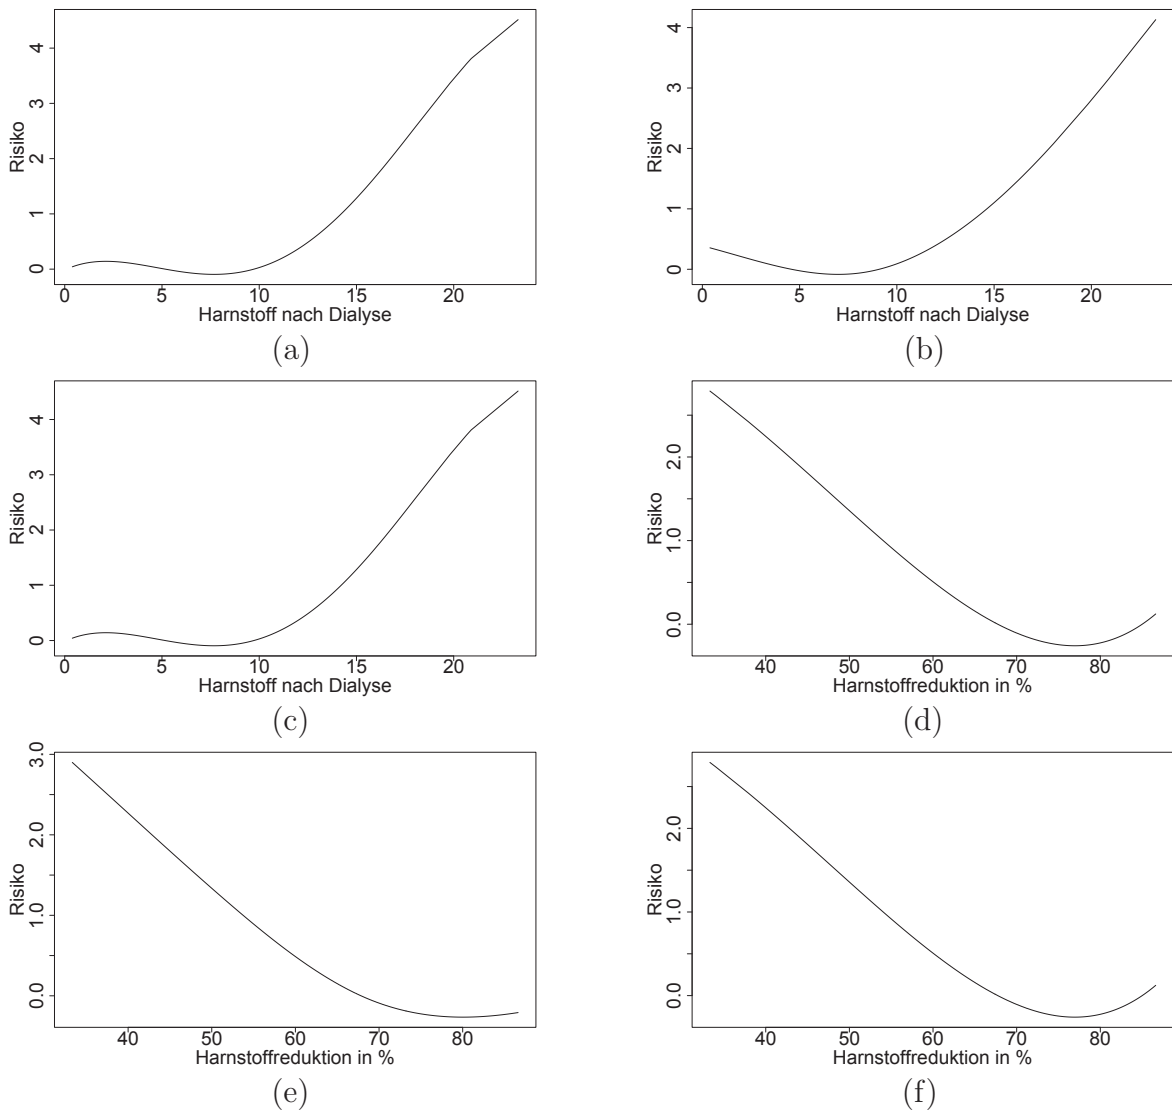 Risiko
4
3
2
1
0
0 5 10 15 20
Harnstoff nach Dialyse
(a)
Risiko
4
3
2
1
0
0 5 10 15 20
Harnstoff nach Dialyse
(b)
Risiko
4
3
2
1
0
0 5 10 15 20
Harnstoff nach Dialyse
(c)
Risiko
2.0
1.0
0.0
40 50 60 70 80
Harnstoffreduktion in %
(d)
Risiko
3.0
2.0
1.0
0.0
40 50 60 70 80
Harnstoffreduktion in %
(e)
Risiko
2.0
1.0
0.0
40 50 60 70 80
Harnstoffreduktion in %
(f)